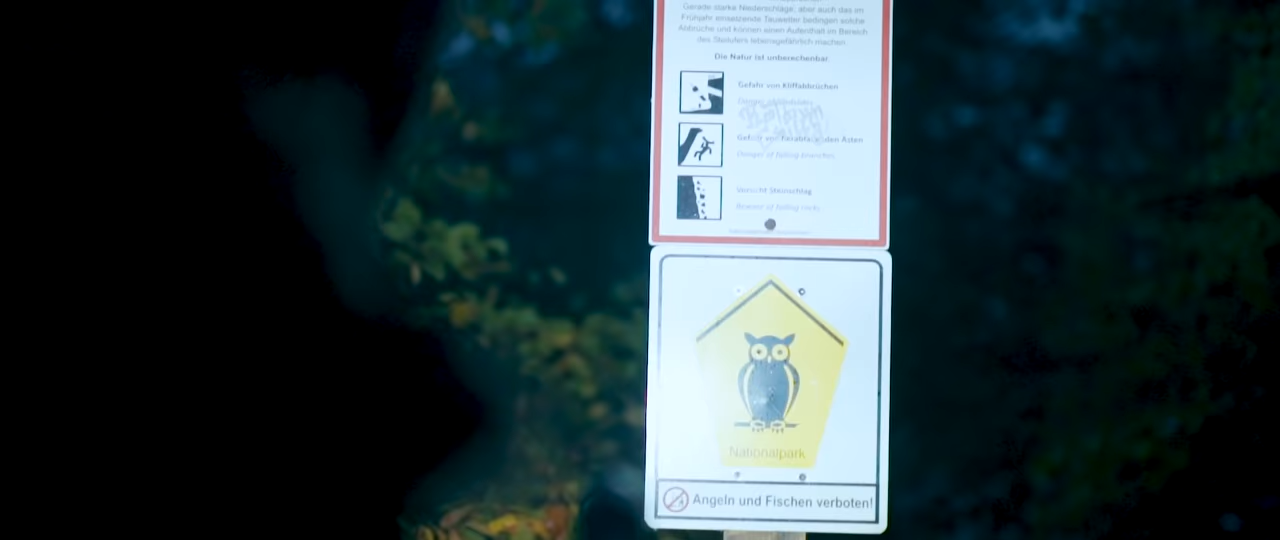 Gerade starke Niederschläge, aber auch das im
Frühjahr einsetzende Tauwetter bedingen solche
Abbrüche und können einen Aufenthalt im Bereich
des Steilufers lebensgefährlich machen.
Die Natur ist unberechenbar.
Gefahr von Kliffabbrüchen
Danger of
Gefahr von herabfallenden Ästen
Danger of falling branches
Vorsicht Steinschlag
Beware of falling rocks
Nationalpark
Angeln und Fischen verboten!